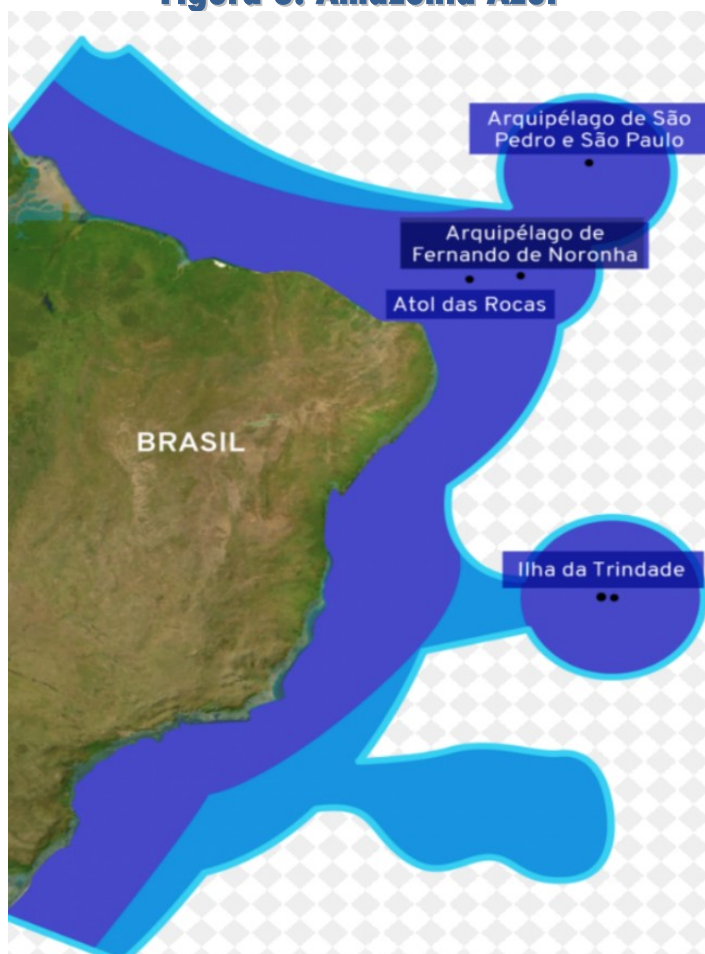 Arquipélago de São
Pedro e São Paulo
Arquipélago de
Fernando de Noronha
Atol das Rocas
BRASIL
Ilha da Trindade